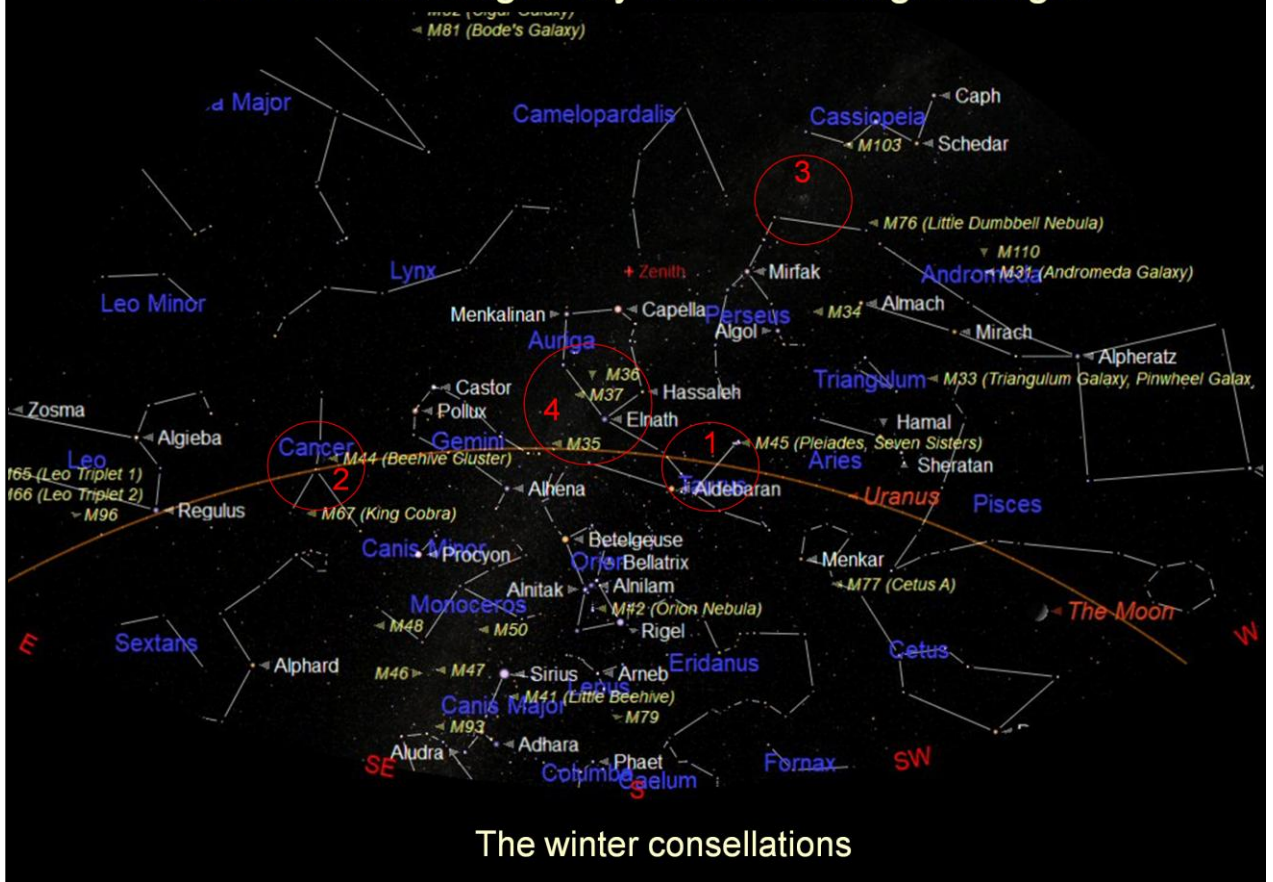 (Cigar Galaxy)
M81 (Bode's Galaxy)
Caph
a Major
Camelopardalis
Cassiopeia
M103
Schedar
3
M76 (Little Dumbbell Nebula)
M110
Lynx
Zenith
Mirfak
Andromeda
M31 (Andromeda Galaxy)
Leo Minor
Menkalinan
Capella
Perseus
M34
Almach
Auriga
Algol
Mirach
Alpheratz
M36
Castor
M37
Hassaleh
Triangulum
M33 (Triangulum Galaxy, Pinwheel Galax
Zosma
Pollux
4
Elnath
Hamal
Algieba
Cancer
Gemini
M35
1
M45 (Pleiades, Seven Sisters)
Leo
M44 (Beehive Cluster)
Aries
Sheratan
M65 (Leo Triplet 1)
2
Alhena
Taurus
Aldebaran
Uranus
Pisces
M66 (Leo Triplet 2)
M96
Regulus
M67 (King Cobra)
Canis Minor
Procyon
Betelgeuse
Orion
Bellatrix
Menkar
Alnitak
Alnilam
M77 (Cetus A)
Monoceros
M42 (Orion Nebula)
The Moon
M48
M50
Rigel
E
Sextans
W
Alphard
Eridanus
Cetus
M46
M47
Sirius
Arneb
Lepus
Canis Major
M41 (Little Beehive)
M79
M93
Aludra
Adhara
SE
Phaet
Fornax
SW
Columba
Caelum
S
The winter consellations